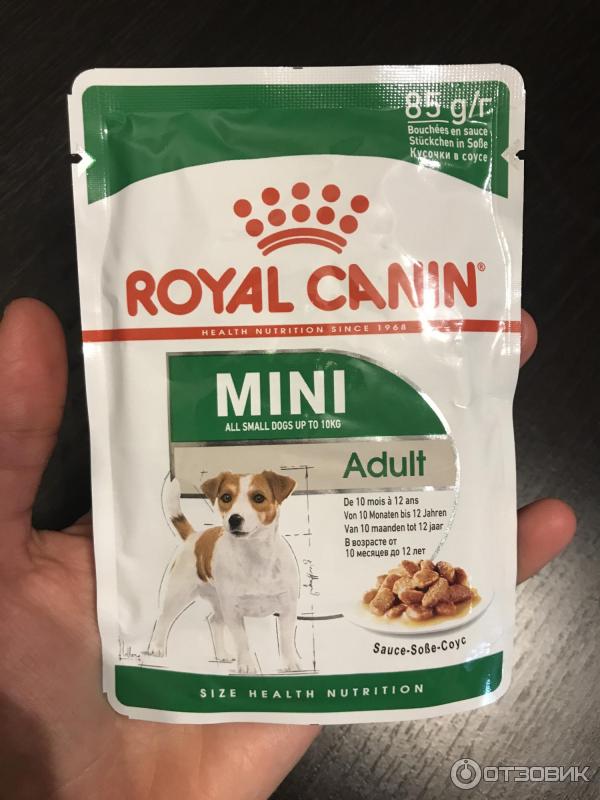 85 g/г
Bouchées en sauce
Stückchen in Soße
Кусочки в соусе
ROYAL CANIN®
HEALTH NUTRITION SINCE 1968
MINI
ALL SMALL DOGS UP TO 10KG
Adult
De 10 mois à 12 ans
Von 10 Monaten bis 12 Jahren
Van 10 maanden tot 12 jaar
В возрасте от
10 месяцев до 12 лет
Sauce-Soße-Соус
SIZE HEALTH NUTRITION
ОТЗОВИК